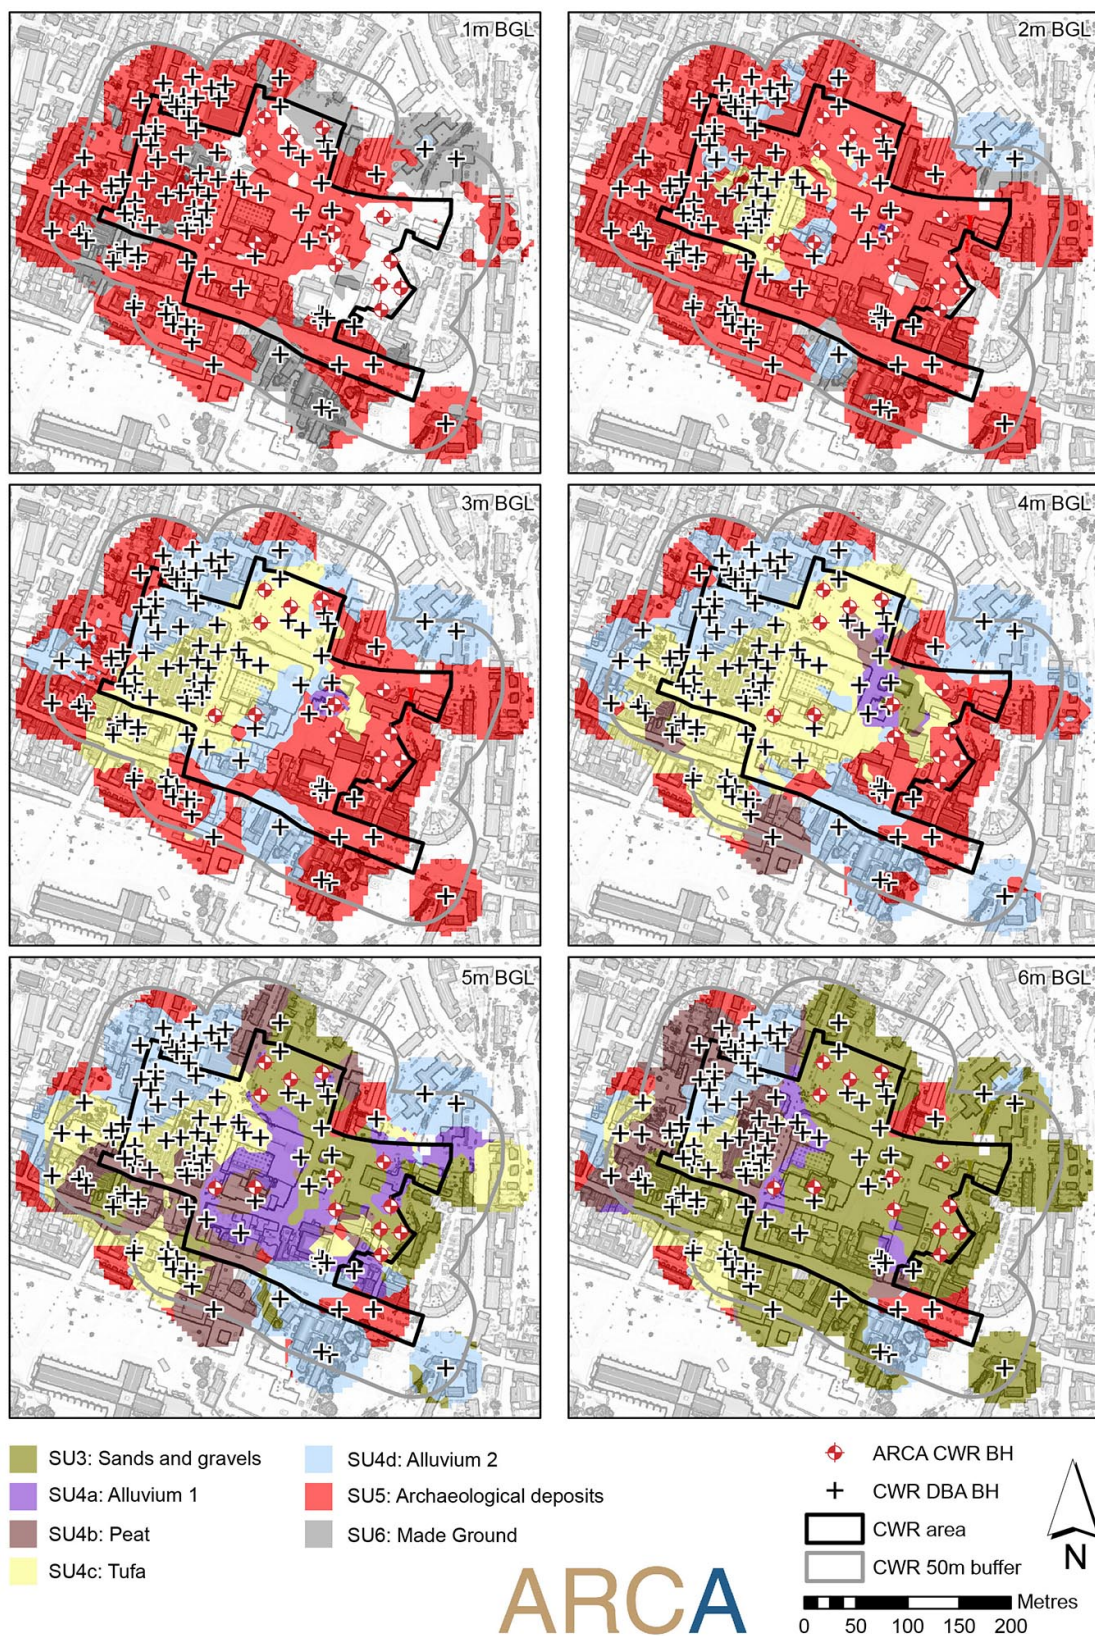 1m BGL
2m BGL
3m BGL
4m BGL
5m BGL
6m BGL
SU3: Sands and gravels
SU4a: Alluvium 1
SU4b: Peat
SU4c: Tufa
SU4d: Alluvium 2
SU5: Archaeological deposits
SU6: Made Ground
ARCA CWR BH
CWR DBA BH
CWR area
CWR 50m buffer
N
Metres
0 50 100 150 200
ARCA